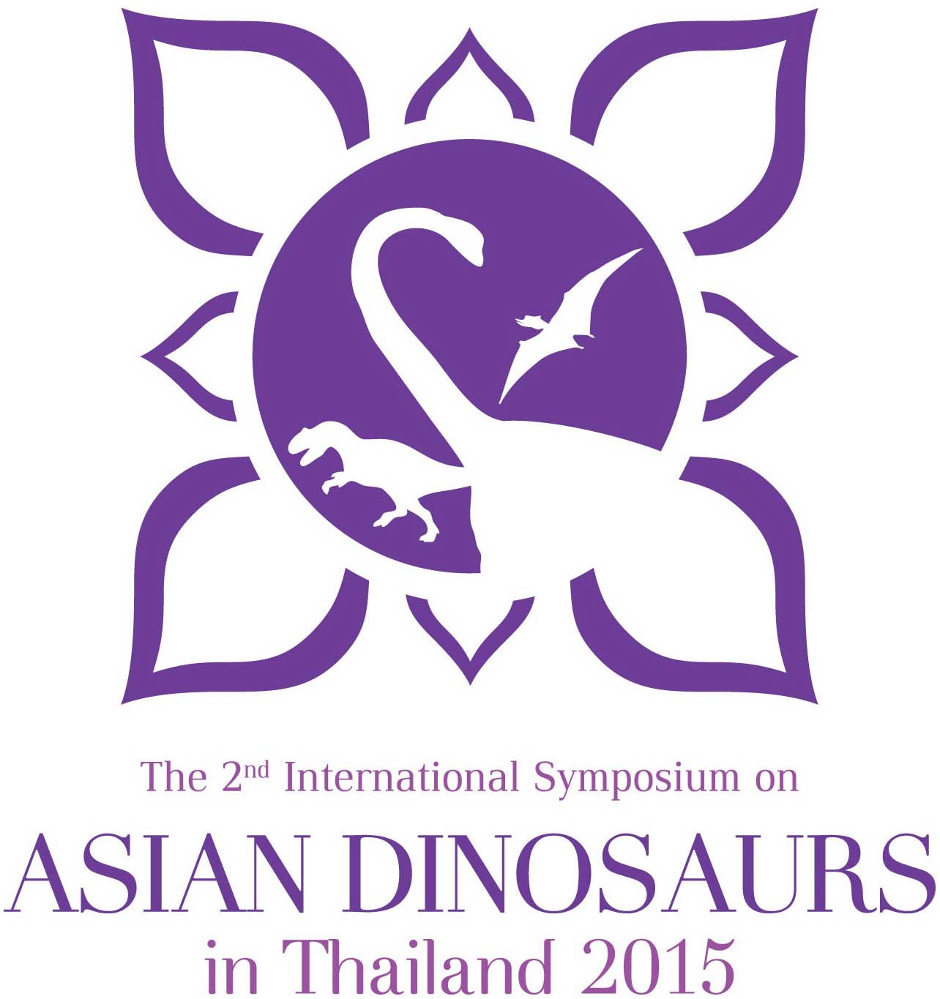 The 2nd International Symposium on
ASIAN DINOSAURS
in Thailand 2015